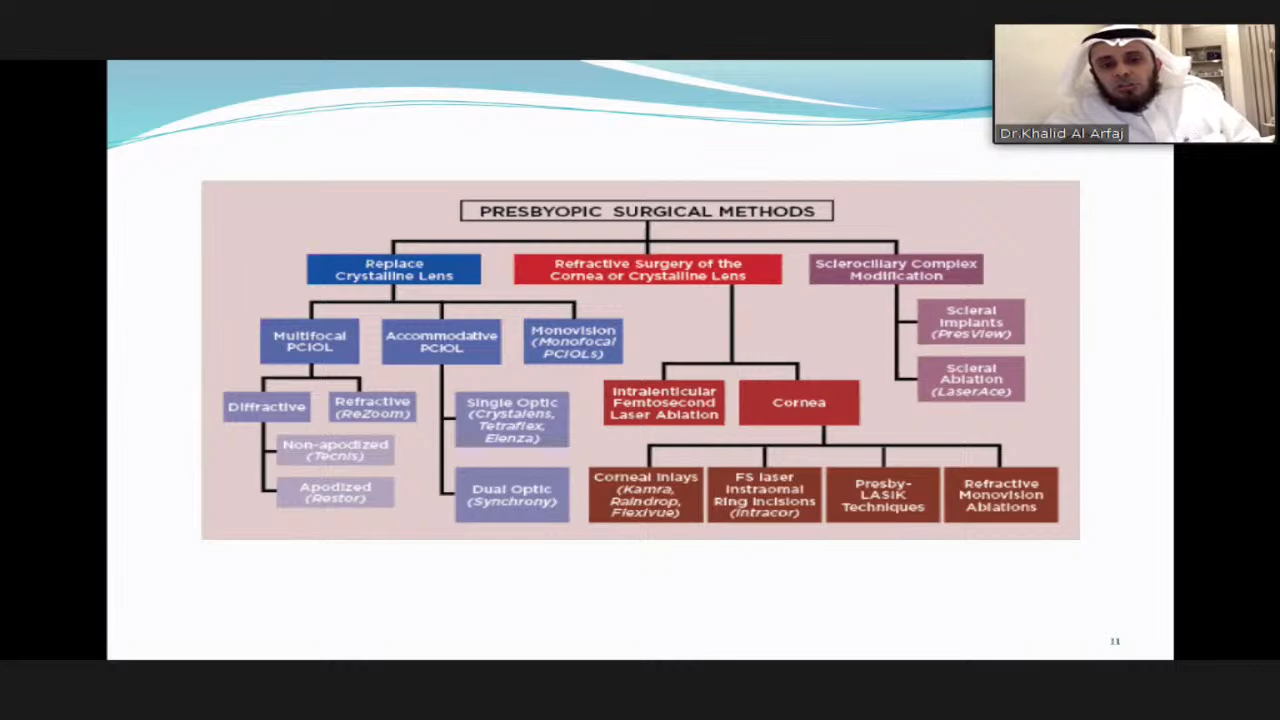 Dr.Khalid Al Arfaj
PRESBYOPIC SURGICAL METHODS
Replace
Crystalline Lens
Refractive Surgery of the
Cornea or Crystalline Lens
Sclerociliary Complex
Modification
Multifocal
PCIOL
Accommodative
PCIOL
Monovision
(Monofocal
PCIOLs)
Scleral
Implants
(PresView)
Scleral
Ablation
(LaserAce)
Diffractive
Refractive
(ReZoom)
Non-apodized
(Tecnis)
Apodized
(Restor)
Single Optic
(Crystalens,
Tetraflex,
Elenza)
Dual Optic
(Synchrony)
Intralenticular
Femtosecond
Laser Ablation
Cornea
Corneal Inlays
(Kamra,
Raindrop,
Flexivue)
FS laser
Instraomal
Ring Incisions
(Intracor)
Presby-
LASIK
Techniques
Refractive
Monovision
Ablations
11